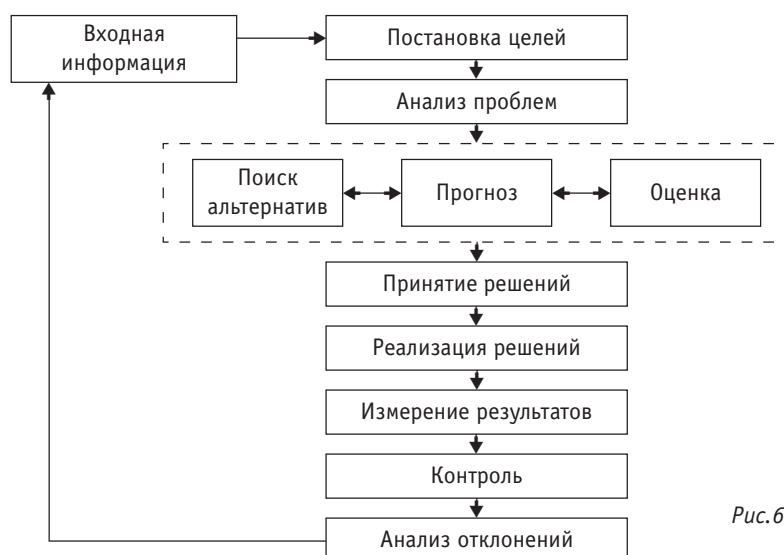 Входная
информация
Постановка целей
Анализ проблем
Поиск
альтернатив
Прогноз
Оценка
Принятие решений
Реализация решений
Измерение результатов
Контроль
Анализ отклонений
Рис.6